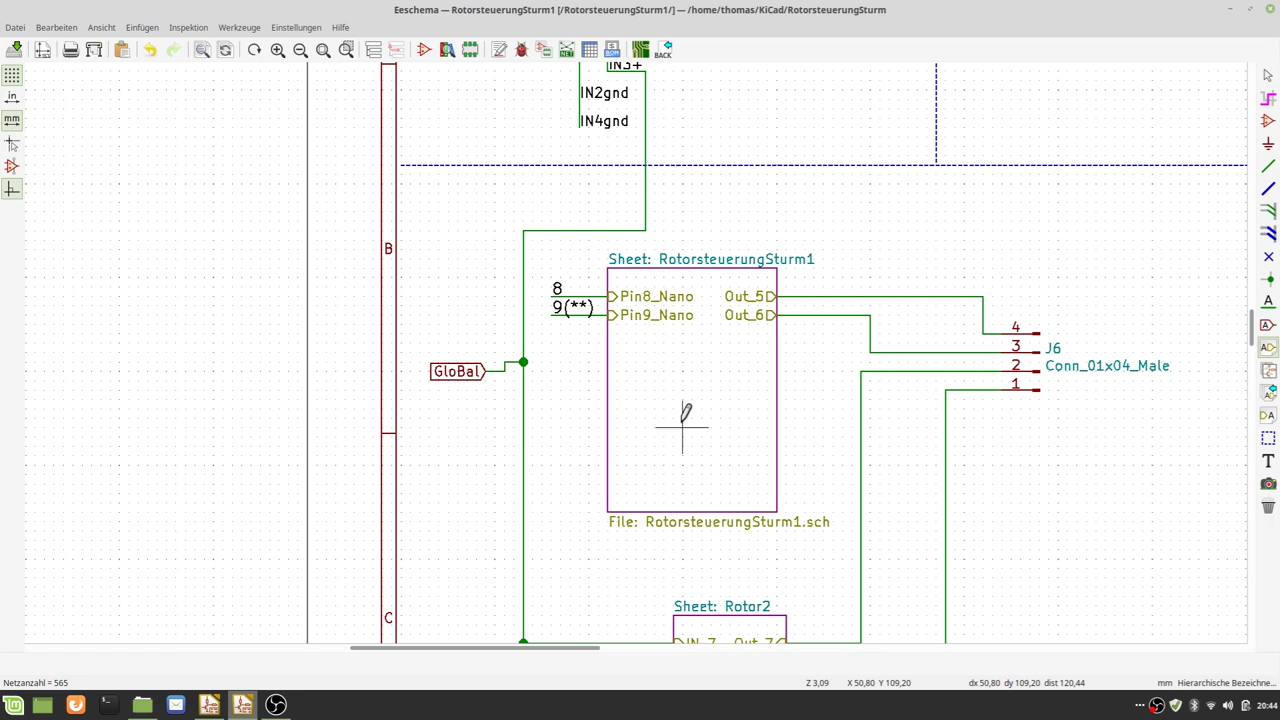 Eeschema — RotorsteuerungSturm1 [/RotorsteuerungSturm1/] — /home/thomas/KiCad/RotorsteuerungSturm
Datei Bearbeiten Ansicht Einfügen Inspektion Werkzeuge Einstellungen Hilfe
BACK
in
mm
IN3+
IN2gnd
IN4gnd
B
Sheet: RotorsteuerungSturm1
8
Pin8_Nano Out_5
9(**)
Pin9_Nano Out_6
4
3 J6
GloBal
2 Conn_01x04_Male
1
File: RotorsteuerungSturm1.sch
Sheet: Rotor2
C
IN_7 Out_7
Netzanzahl = 565
Z 3,09 X 50,80 Y 109,20 dx 50,80 dy 109,20 dist 120,44 mm Hierarchische Bezeichne...
20:44